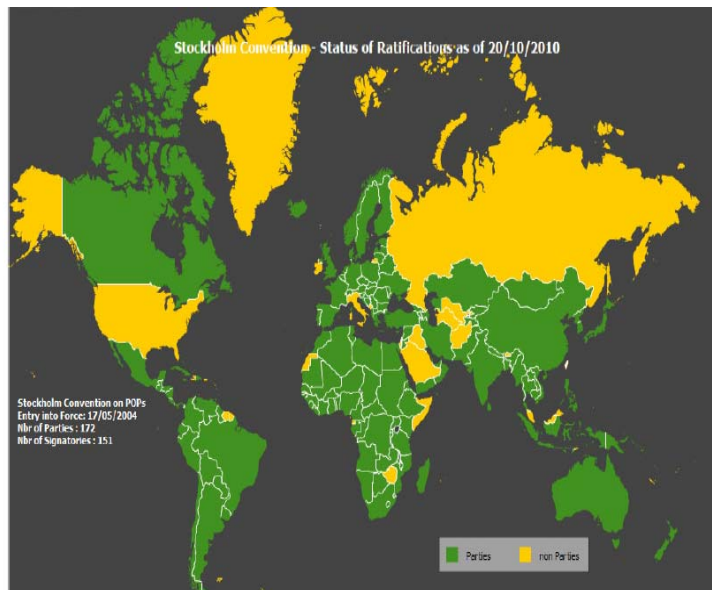 Stockholm Convention - Status of Ratifications as of 20/10/2010
Stockholm Convention on POPs
Entry into Force: 17/05/2004
Nbr of Parties : 172
Nbr of Signatories : 151
Parties
non Parties